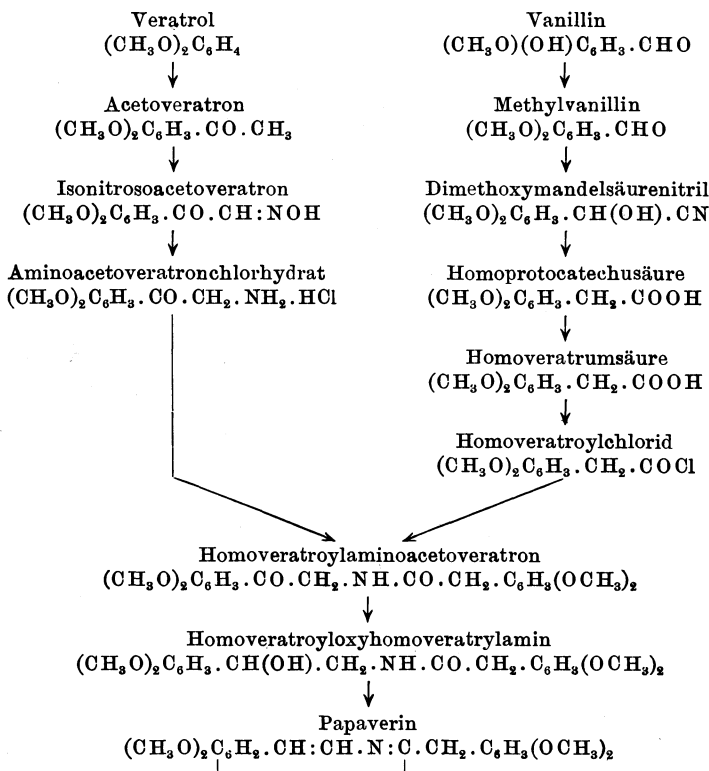 Veratrol
(CH₃O)₂C₆H₄
Acetoveratron
(CH₃O)₂C₆H₃.CO.CH₃
Isonitrosoacetoveratron
(CH₃O)₂C₆H₃.CO.CH:NOH
Aminoacetoveratronchlorhydrat
(CH₃O)₂C₆H₃.CO.CH₂.NH₂.HCl
Vanillin
(CH₃O)(OH)C₆H₃.CHO
Methylvanillin
(CH₃O)₂C₆H₃.CHO
Dimethoxymandelsäurenitril
(CH₃O)₂C₆H₃.CH(OH).CN
Homoprotocatechusäure
(CH₃O)₂C₆H₃.CH₂.COOH
Homoveratrumsäure
(CH₃O)₂C₆H₃.CH₂.COOH
Homoveratroylchlorid
(CH₃O)₂C₆H₃.CH₂.COCl
Homoveratroylaminoacetoveratron
(CH₃O)₂C₆H₃.CO.CH₂.NH.CO.CH₂.C₆H₃(OCH₃)₂
Homoveratroyloxyhomoveratrylamin
(CH₃O)₂C₆H₃.CH(OH).CH₂.NH.CO.CH₂.C₆H₃(OCH₃)₂
Papaverin
(CH₃O)₂C₆H₂.CH:CH.N:C.CH₂.C₆H₃(OCH₃)₂